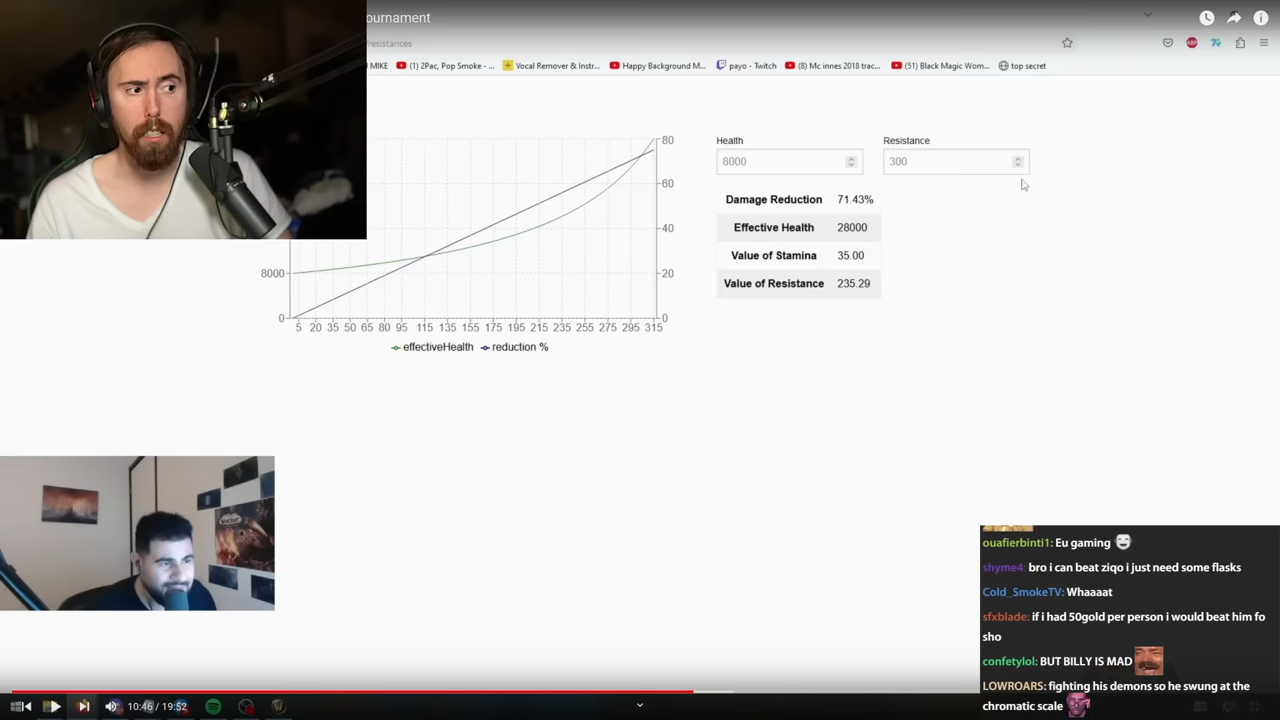 ournament
/resistances
MIKE
(1) 2Pac, Pop Smoke - ...
Vocal Remover & Instr...
Happy Background M...
payo - Twitch
(8) Mc innes 2018 trac...
(51) Black Magic Wom...
top secret
80
60
40
20
0
8000
0
5 20 35 50 65 80 95 115 135 155 175 195 215 235 255 275 295 315
effectiveHealth reduction %
Health Resistance
8000 300
Damage Reduction 71.43%
Effective Health 28000
Value of Stamina 35.00
Value of Resistance 235.29
ouafierbinti1: Eu gaming
shyme4: bro i can beat ziqo i just need some flasks
Cold_SmokeTV: Whaaaat
sfxblade: if i had 50gold per person i would beat him fo
sho
confetylol: BUT BILLY IS MAD
LOWROARS: fighting his demons so he swung at the
chromatic scale
10:46 / 19:52